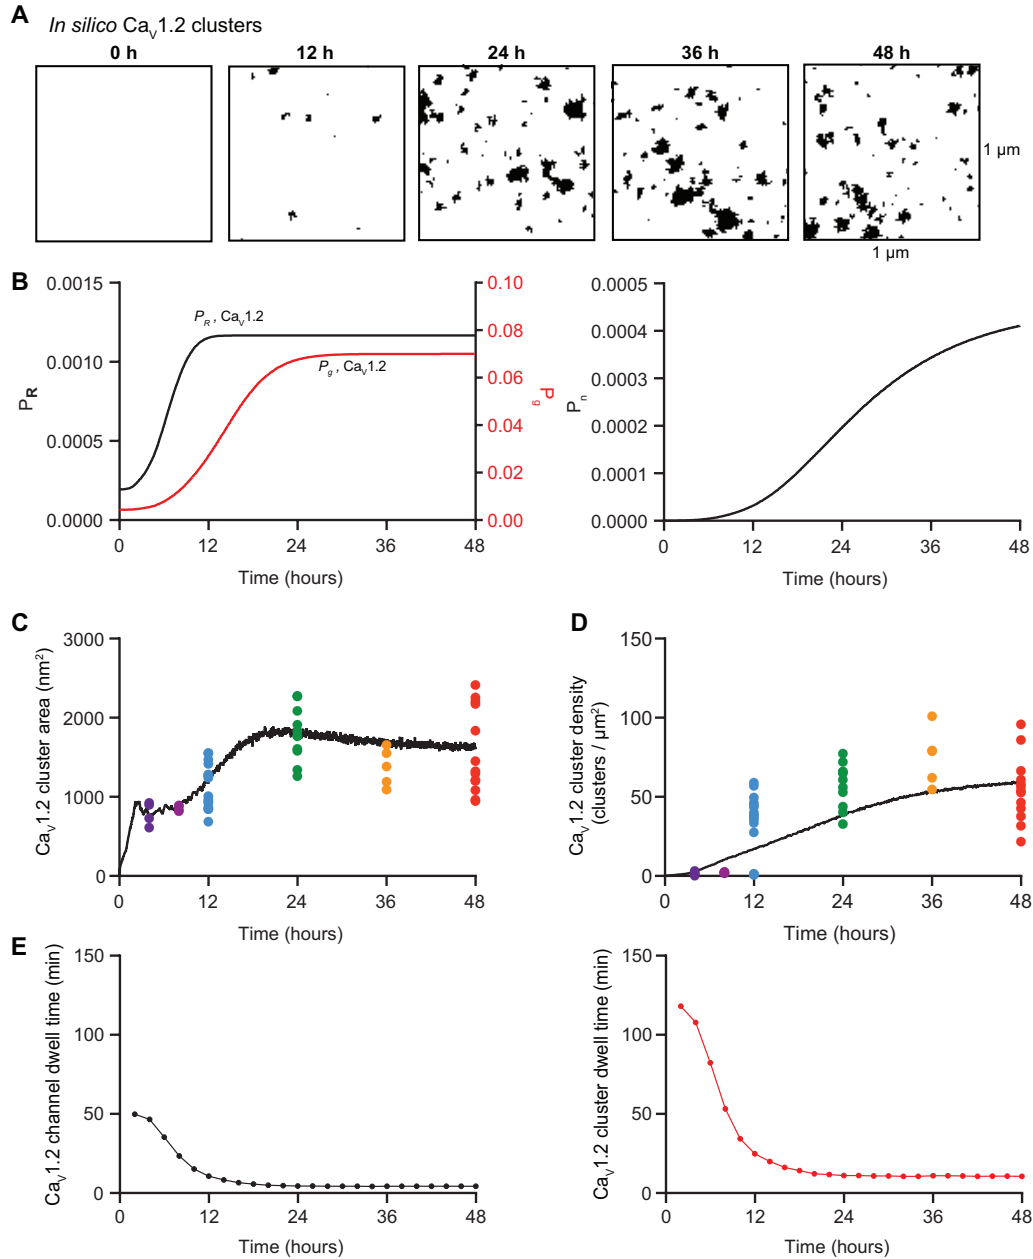 A
In silico CaV1.2 clusters
0 h 12 h 24 h 36 h 48 h
1 µm
1 µm
B
0.0015
0.0010
0.0005
0.0000
PR
PR , CaV1.2
Pg , CaV1.2
0.10
0.08
0.06
0.04
0.02
0.00
Pg
0 12 24 36 48
Time (hours)
0.0005
0.0004
0.0003
0.0002
0.0001
0.0000
Pn
0 12 24 36 48
Time (hours)
C
3000
2000
1000
0
CaV1.2 cluster area (nm²)
0 12 24 36 48
Time (hours)
D
150
100
50
0
CaV1.2 cluster density
(clusters / µm²)
0 12 24 36 48
Time (hours)
E
150
100
50
0
CaV1.2 channel dwell time (min)
0 12 24 36 48
Time (hours)
150
100
50
0
CaV1.2 cluster dwell time (min)
0 12 24 36 48
Time (hours)